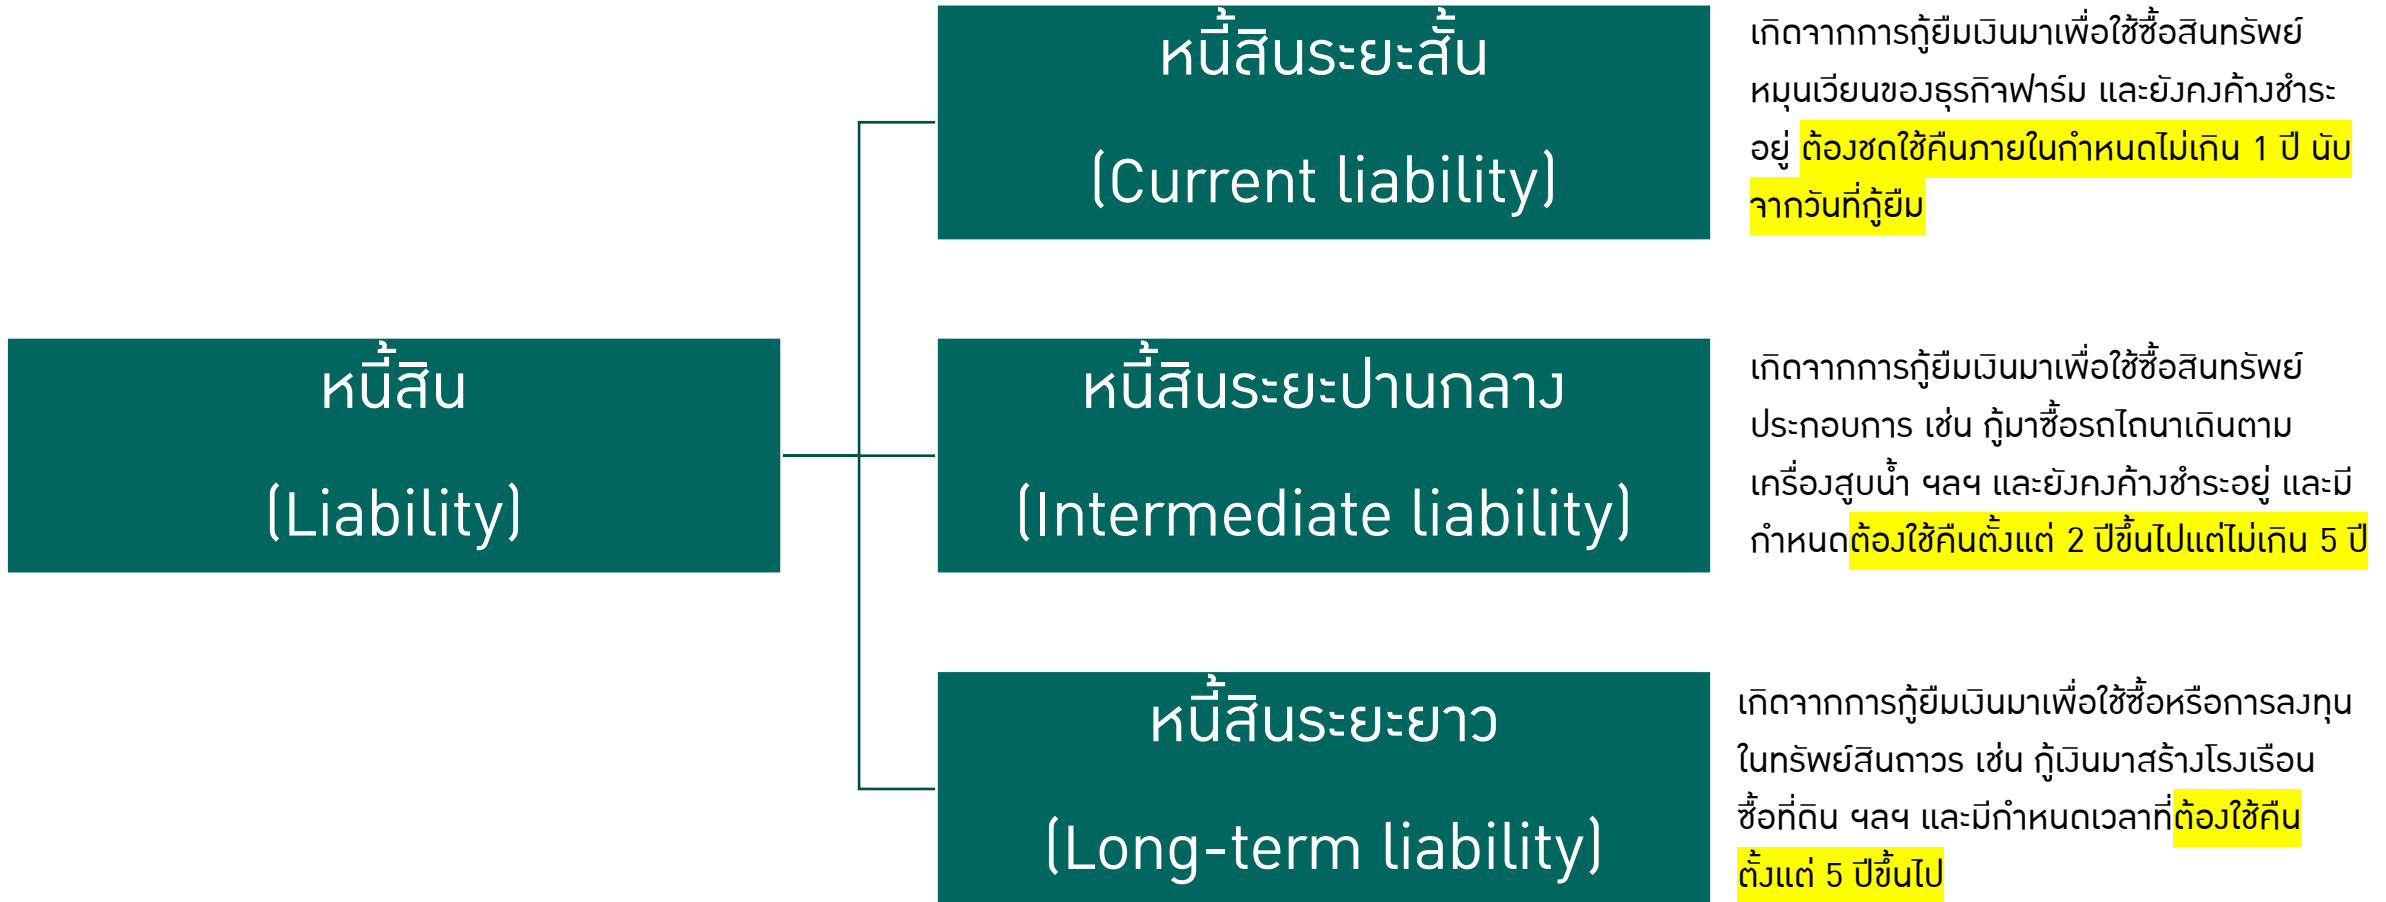 หนี้สิน
(Liability)
หนี้สินระยะสั้น
(Current liability)
เกิดจากการกู้ยืมเงินมาเพื่อใช้ซื้อสินทรัพย์
หมุนเวียนของธุรกิจฟาร์ม และยังคงค้างชำระ
อยู่ ต้องชดใช้คืนภายในกำหนดไม่เกิน 1 ปี นับ
จากวันที่กู้ยืม
หนี้สินระยะปานกลาง
(Intermediate liability)
เกิดจากการกู้ยืมเงินมาเพื่อใช้ซื้อสินทรัพย์
ประกอบการ เช่น กู้มาซื้อรถไถนาเดินตาม
เครื่องสูบน้ำ ฯลฯ และยังคงค้างชำระอยู่ และมี
กำหนดต้องใช้คืนตั้งแต่ 2 ปีขึ้นไปแต่ไม่เกิน 5 ปี
หนี้สินระยะยาว
(Long-term liability)
เกิดจากการกู้ยืมเงินมาเพื่อใช้ซื้อหรือการลงทุน
ในทรัพย์สินถาวร เช่น กู้เงินมาสร้างโรงเรือน
ซื้อที่ดิน ฯลฯ และมีกำหนดเวลาที่ต้องใช้คืน
ตั้งแต่ 5 ปีขึ้นไป